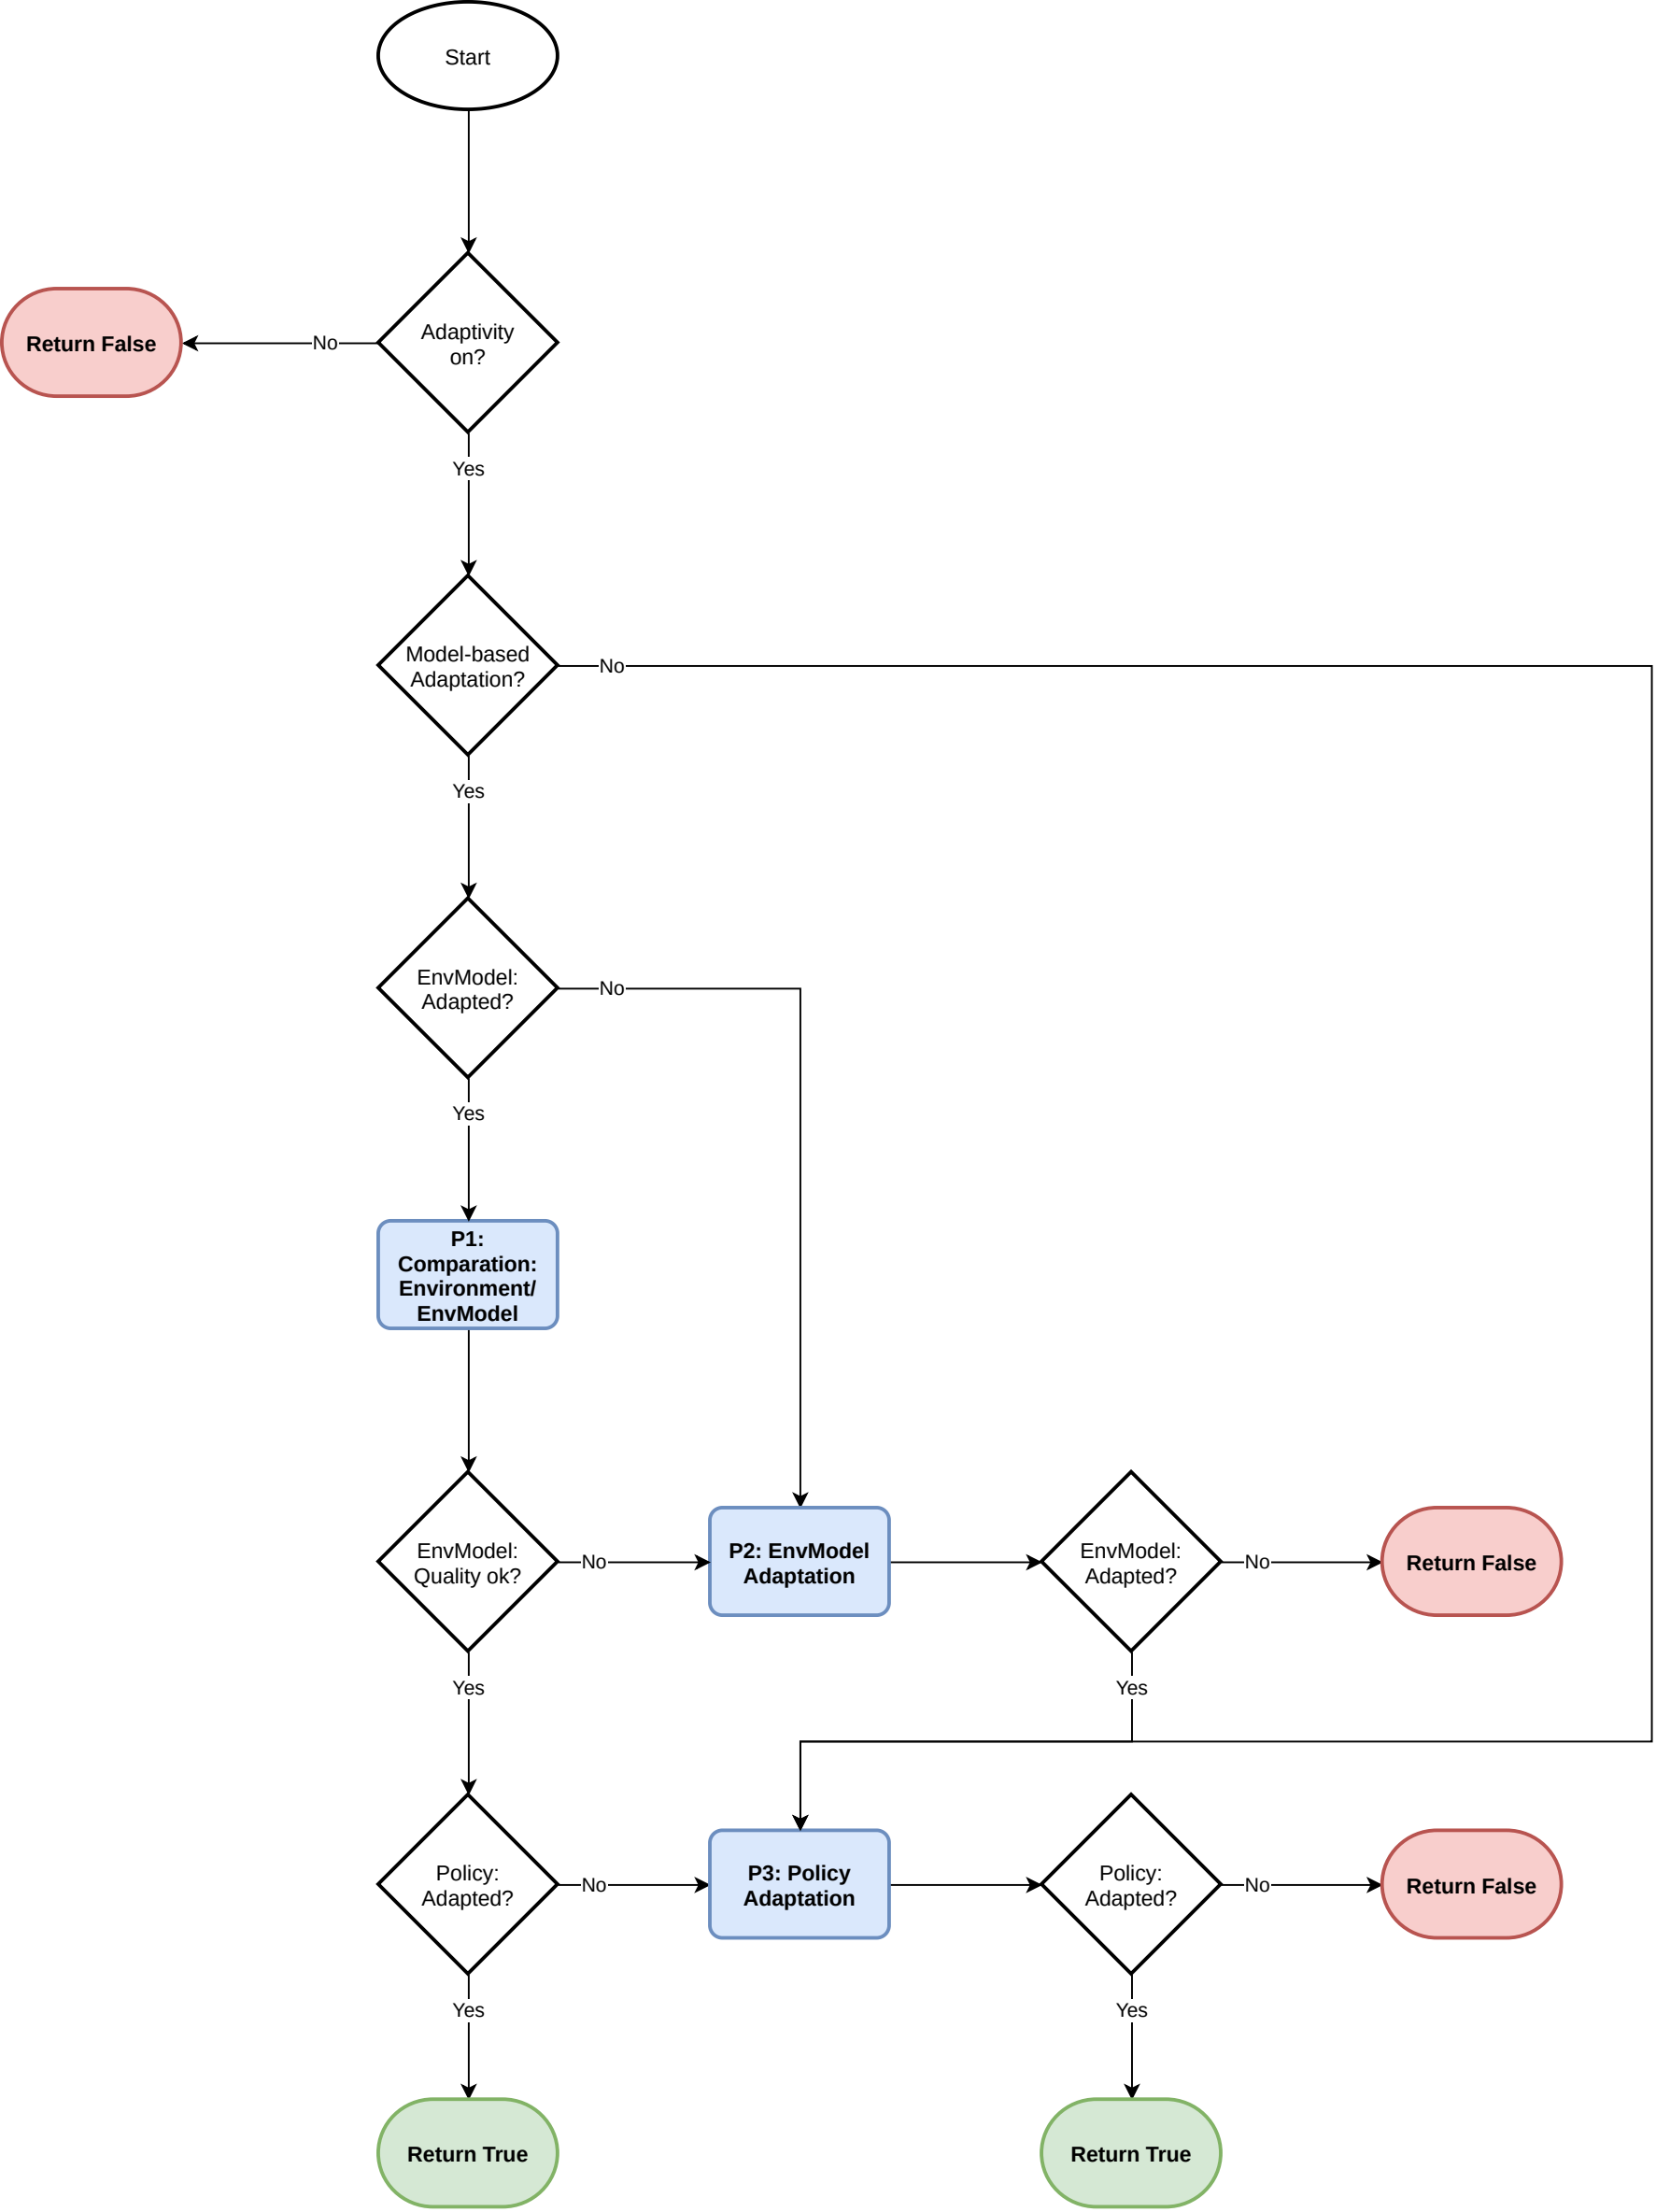 Start
Adaptivity
on?
No
Return False
Yes
Model-based
Adaptation?
No
Yes
EnvModel:
Adapted?
No
Yes
P1:
Comparation:
Environment/
EnvModel
EnvModel:
Quality ok?
No
P2: EnvModel
Adaptation
EnvModel:
Adapted?
No
Return False
Yes
Yes
Policy:
Adapted?
No
P3: Policy
Adaptation
Policy:
Adapted?
No
Return False
Yes
Yes
Return True
Return True